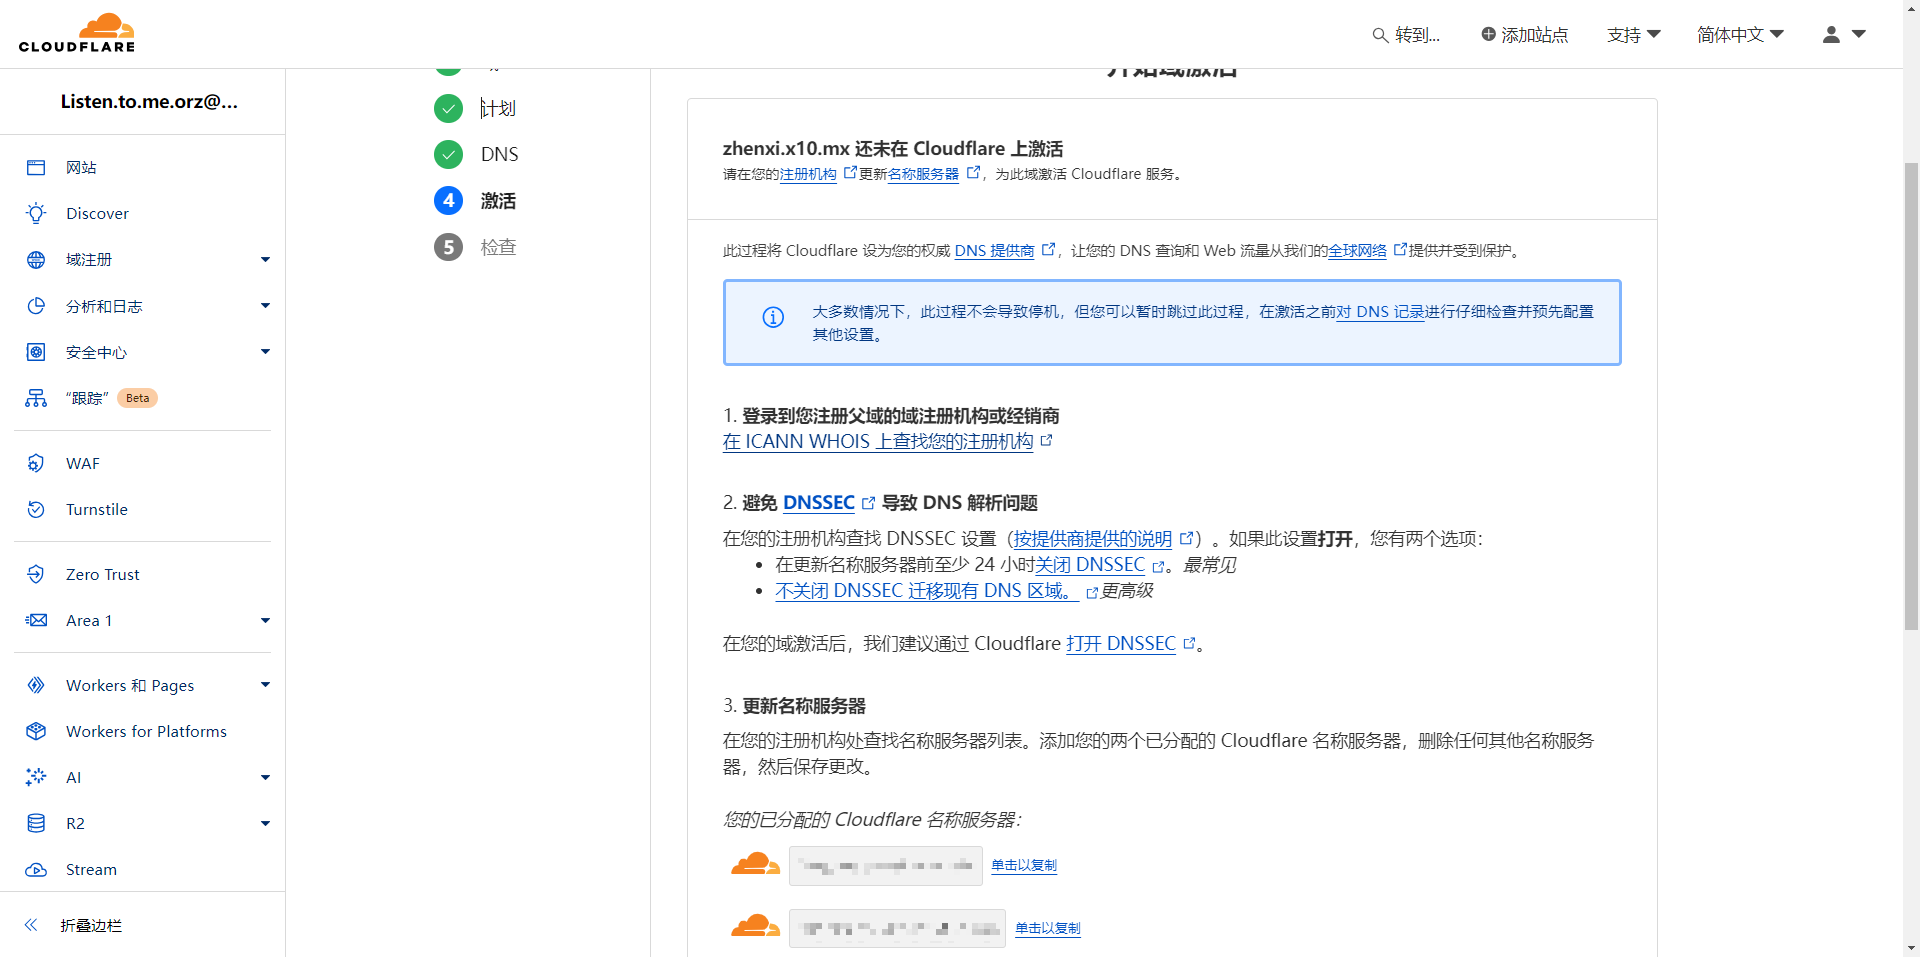 CLOUDFLARE
转到...
添加站点
支持
简体中文
Listen.to.me.orz@...
网站
Discover
域注册
分析和日志
安全中心
“跟踪” Beta
WAF
Turnstile
Zero Trust
Area 1
Workers 和 Pages
Workers for Platforms
AI
R2
Stream
折叠边栏
计划
DNS
4 激活
5 检查
开始域激活
zhenxi.x10.mx 还未在 Cloudflare 上激活
请在您的注册机构更新名称服务器，为此域激活 Cloudflare 服务。
此过程将 Cloudflare 设为您的权威 DNS 提供商，让您的 DNS 查询和 Web 流量从我们的全球网络提供并受到保护。
大多数情况下，此过程不会导致停机，但您可以暂时跳过此过程，在激活之前对 DNS 记录进行仔细检查并预先配置
其他设置。
1. 登录到您注册父域的域注册机构或经销商
在 ICANN WHOIS 上查找您的注册机构
2. 避免 DNSSEC 导致 DNS 解析问题
在您的注册机构查找 DNSSEC 设置（按提供商提供的说明）。如果此设置打开，您有两个选项：
• 在更新名称服务器前至少 24 小时关闭 DNSSEC。最常见
• 不关闭 DNSSEC 迁移现有 DNS 区域。更高级
在您的域激活后，我们建议通过 Cloudflare 打开 DNSSEC。
3. 更新名称服务器
在您的注册机构处查找名称服务器列表。添加您的两个已分配的 Cloudflare 名称服务器，删除任何其他名称服务
器，然后保存更改。
您的已分配的 Cloudflare 名称服务器：
单击以复制
单击以复制